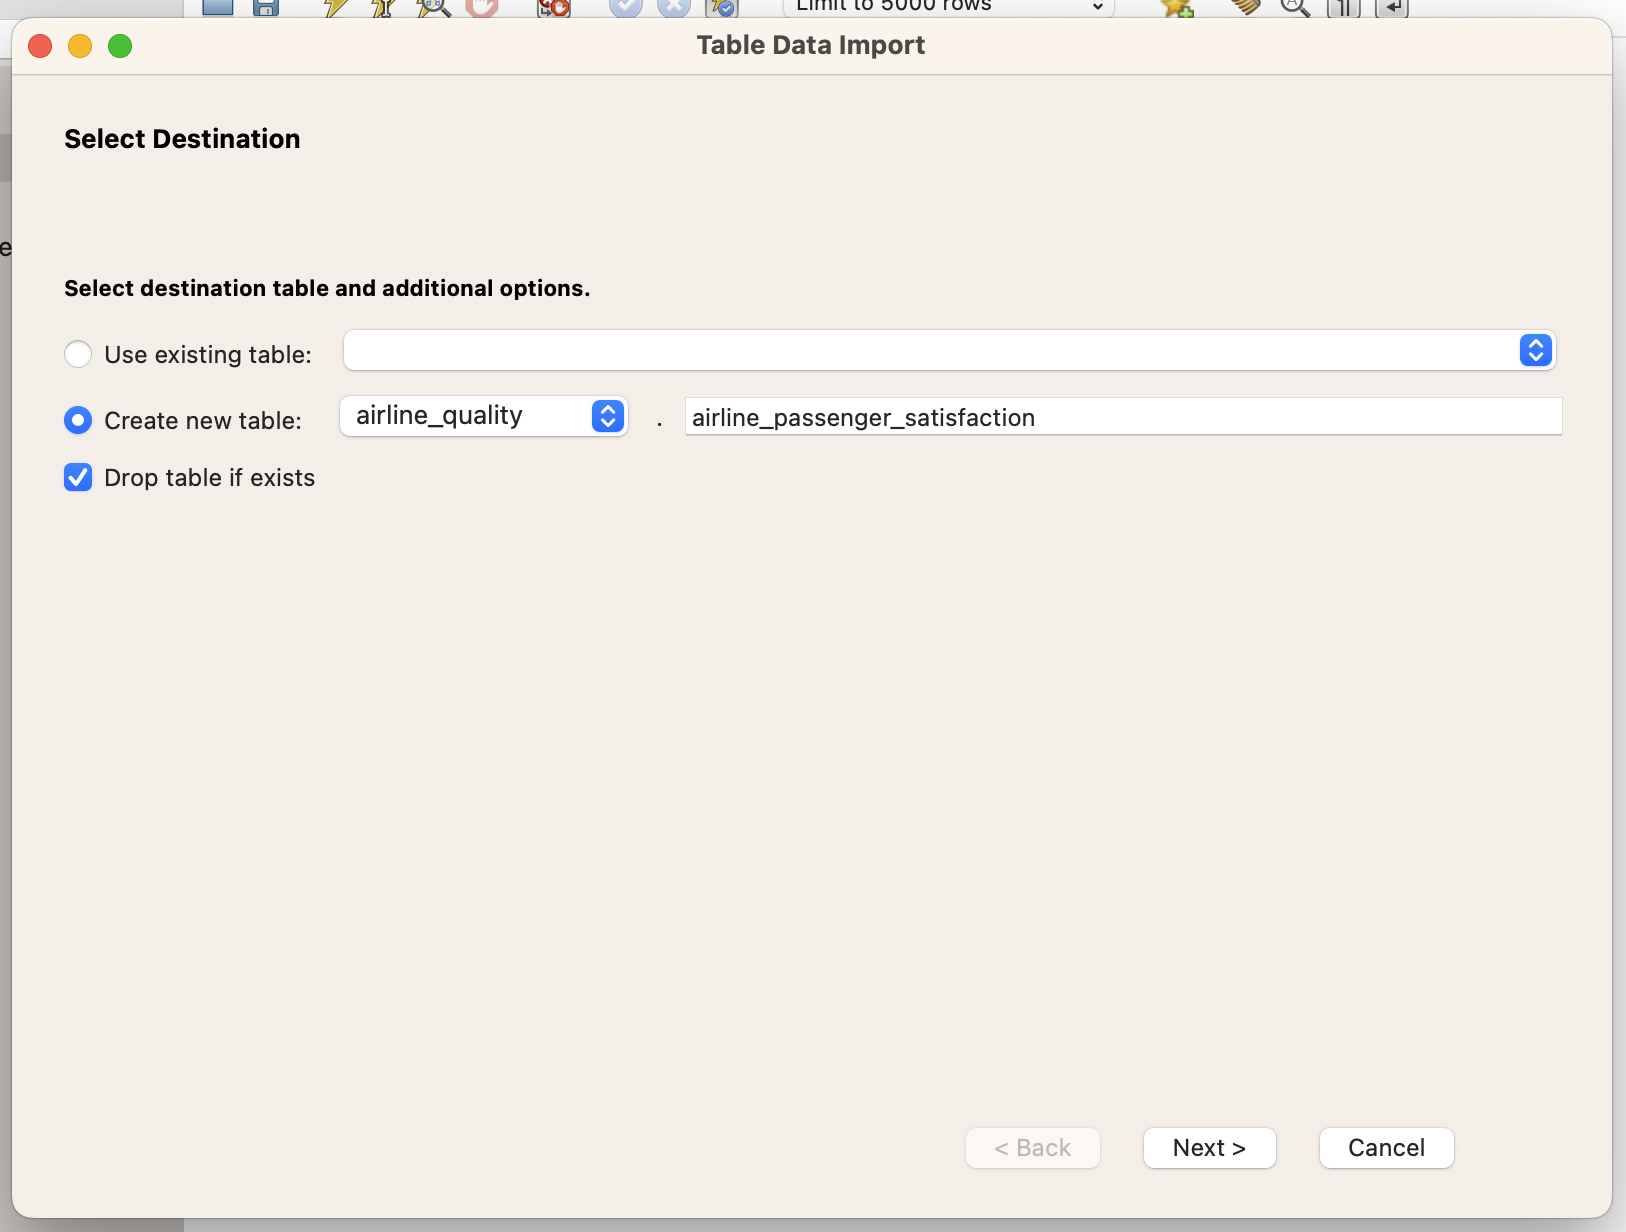 Limit to 5000 rows
Table Data Import
Select Destination
e
Select destination table and additional options.
Use existing table:
Create new table: airline_quality . airline_passenger_satisfaction
Drop table if exists
< Back Next > Cancel